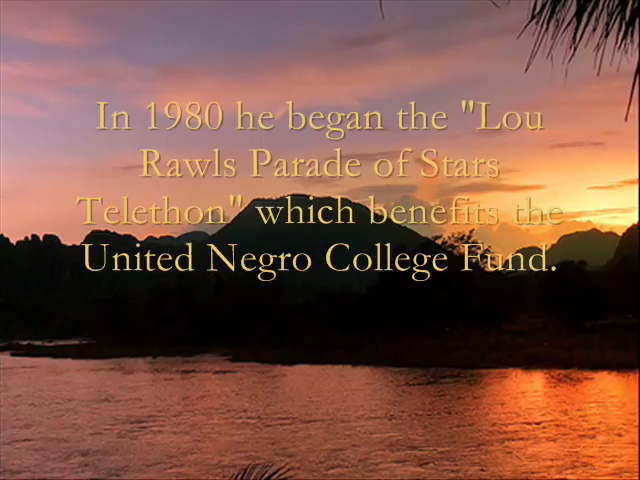 In 1980 he began the "Lou
Rawls Parade of Stars
Telethon" which benefits the
United Negro College Fund.